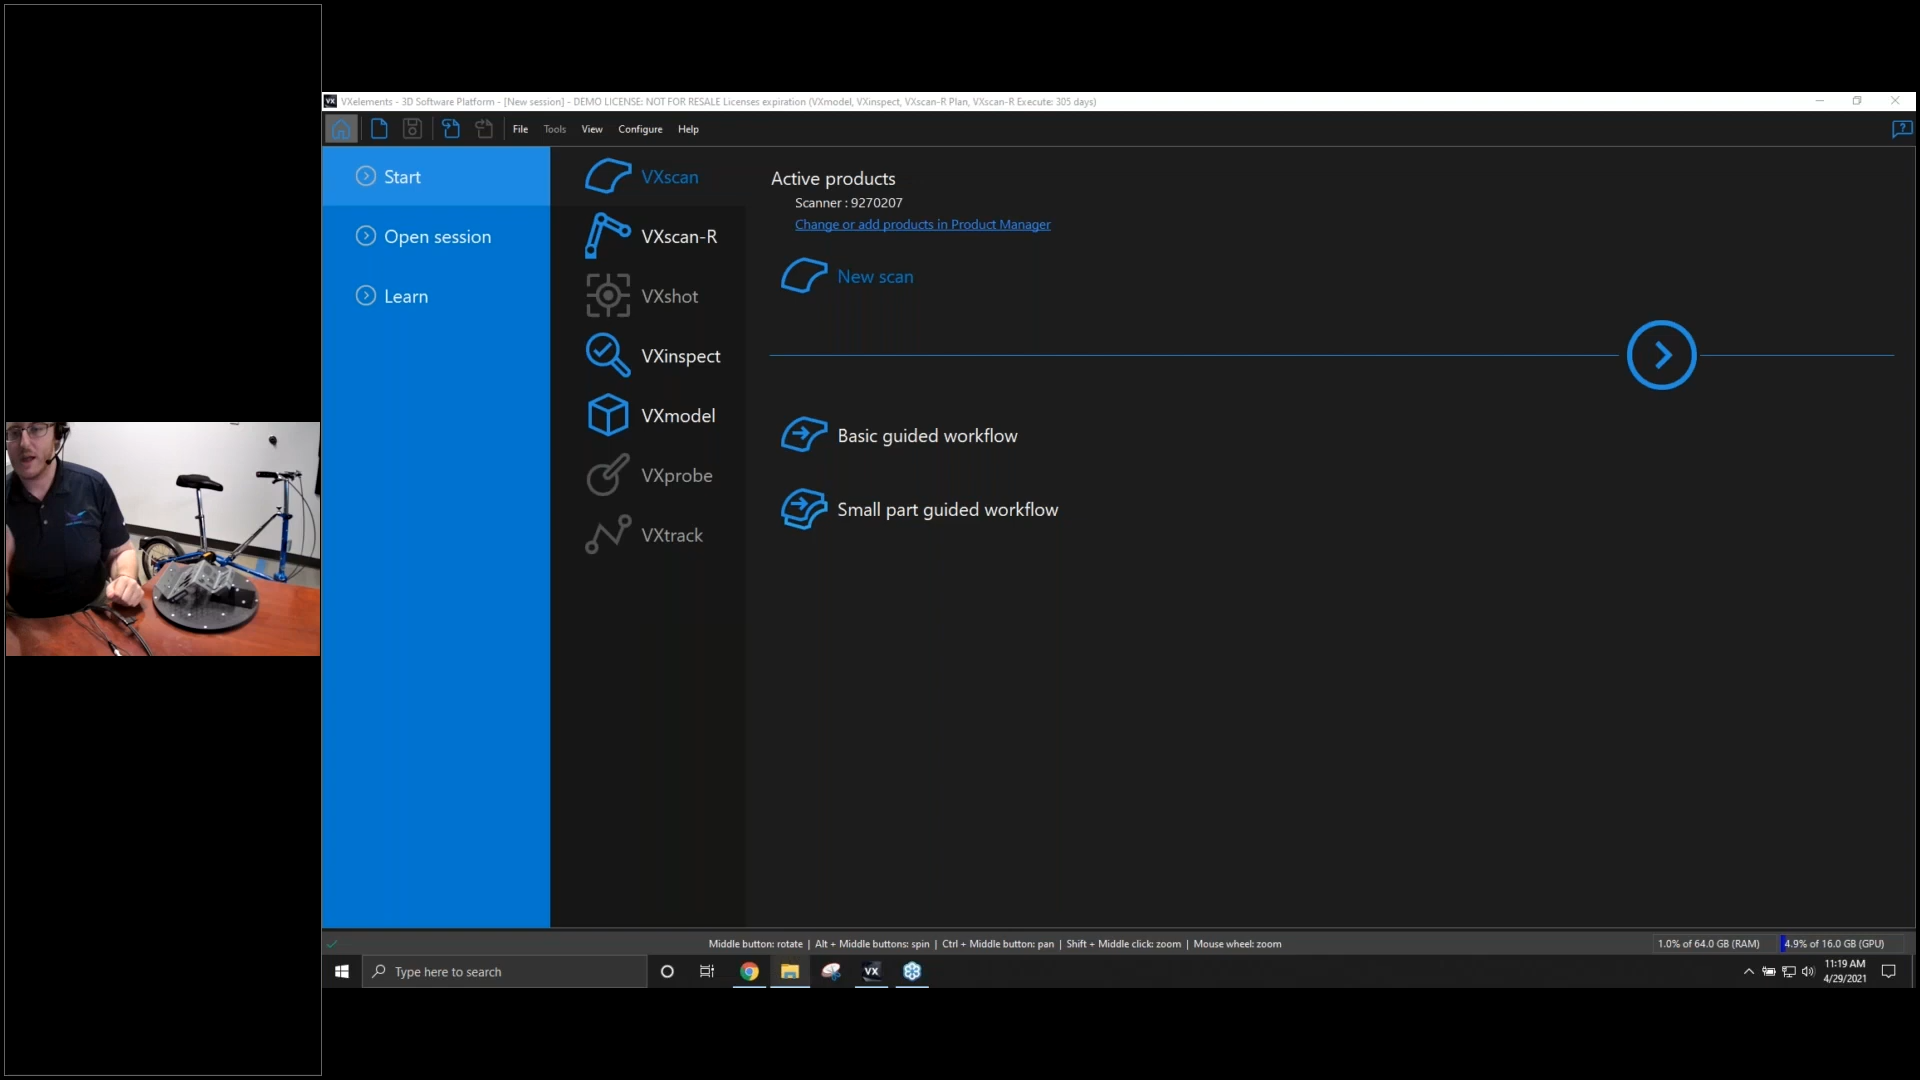 VXelements - 3D Software Platform - [New session] - DEMO LICENSE: NOT FOR RESALE Licenses expiration (VXmodel, VXinspect, VXscan-R Plan, VXscan-R Execute: 305 days)
File Tools View Configure Help
Start
Open session
Learn
VXscan
VXscan-R
VXshot
VXinspect
VXmodel
VXprobe
VXtrack
Active products
Scanner : 9270207
Change or add products in Product Manager
New scan
Basic guided workflow
Small part guided workflow
Middle button: rotate | Alt + Middle buttons: spin | Ctrl + Middle button: pan | Shift + Middle click: zoom | Mouse wheel: zoom
1.0% of 64.0 GB (RAM) 4.9% of 16.0 GB (GPU)
Type here to search
VX
11:19 AM
4/29/2021